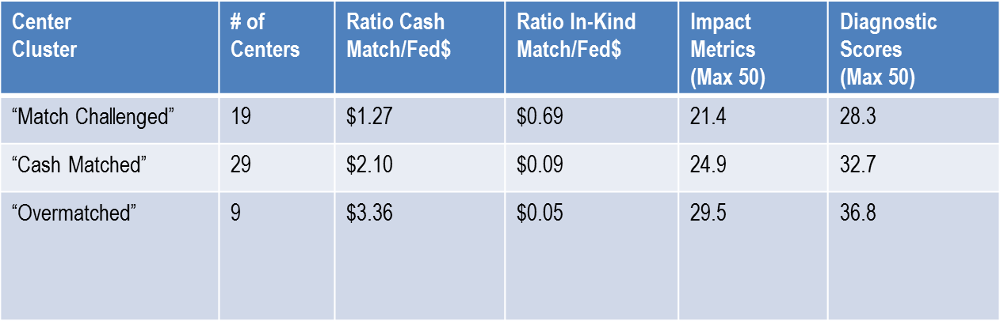 Center Cluster | # of Centers | Ratio Cash Match/Fed$ | Ratio In-Kind Match/Fed$ | Impact Metrics (Max 50) | Diagnostic Scores (Max 50)
“Match Challenged” | 19 | $1.27 | $0.69 | 21.4 | 28.3
“Cash Matched” | 29 | $2.10 | $0.09 | 24.9 | 32.7
“Overmatched” | 9 | $3.36 | $0.05 | 29.5 | 36.8